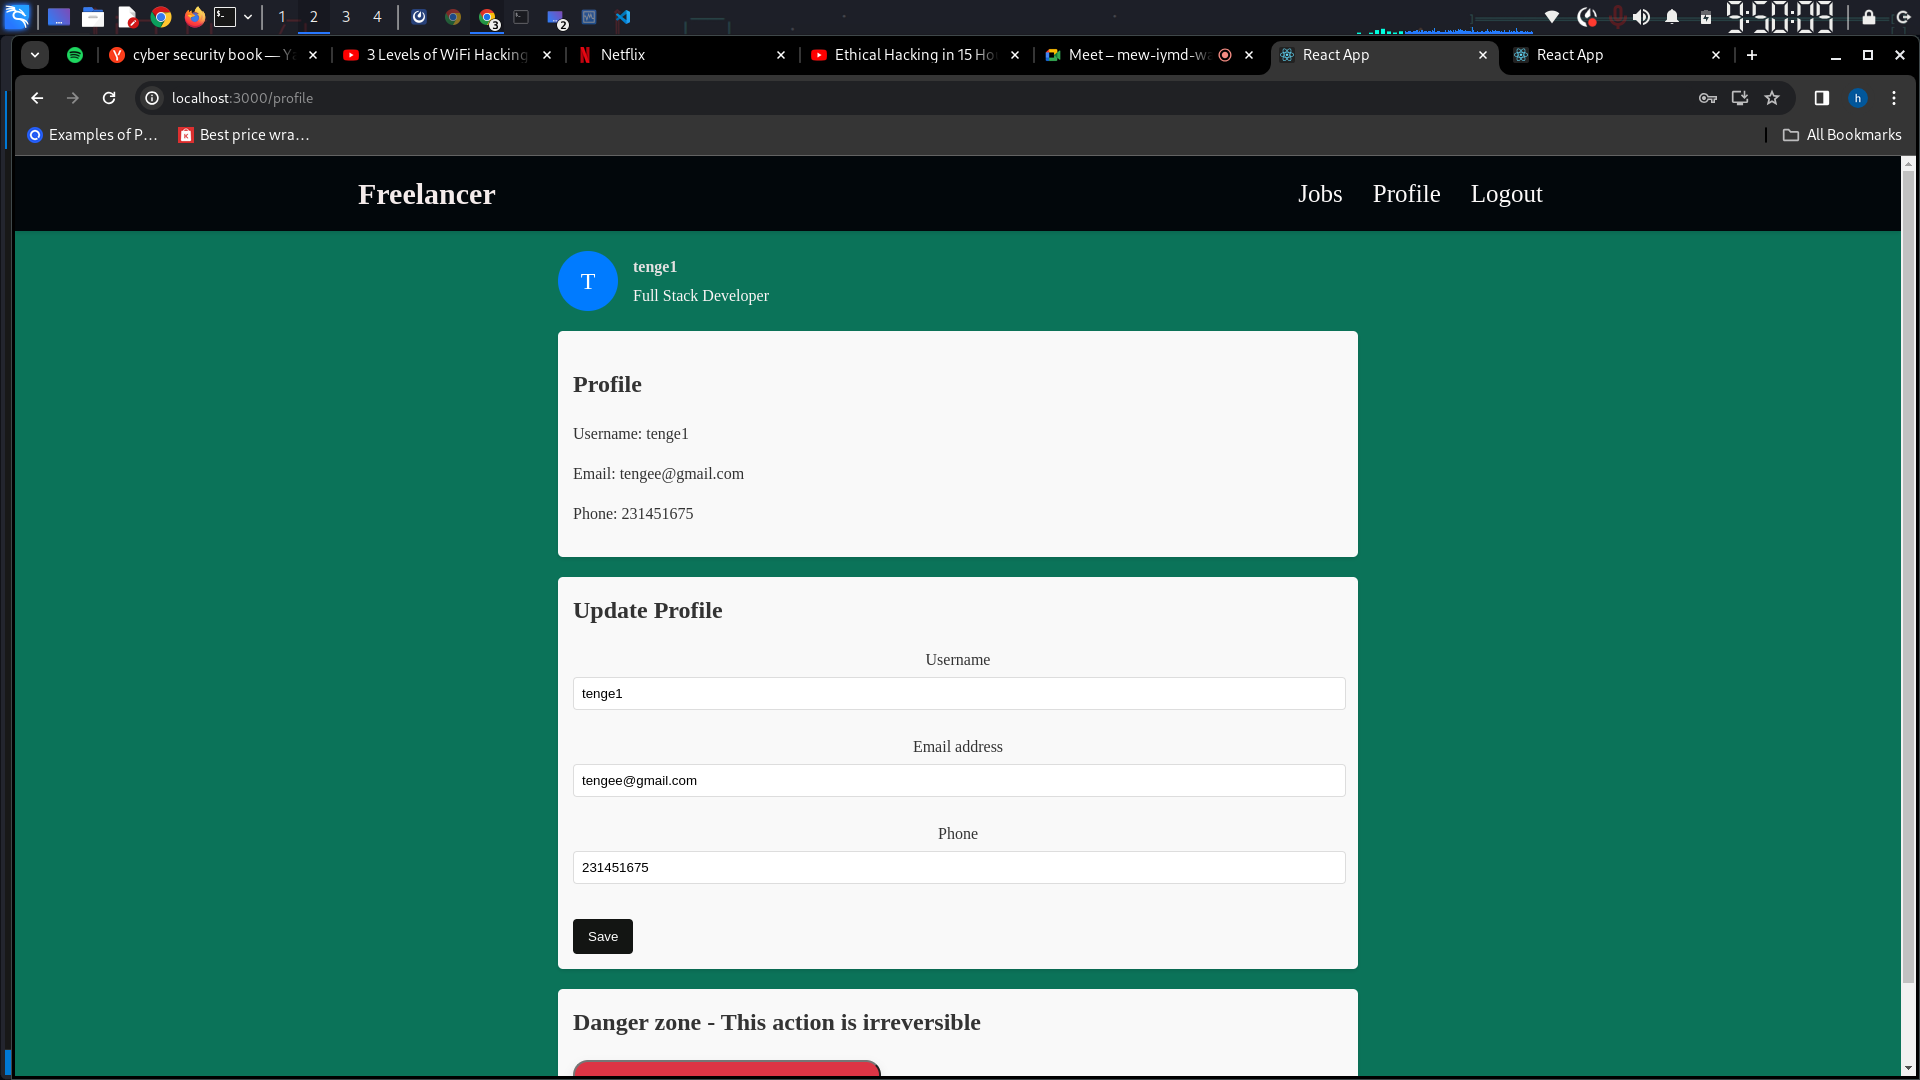 1 2 3 4 3 2 9:50:09
cyber security book — Ya 3 Levels of WiFi Hacking Netflix Ethical Hacking in 15 Ho Meet – mew-iymd-wa React App React App
localhost:3000/profile h
Examples of P... Best price wra... All Bookmarks
Freelancer Jobs Profile Logout
T tenge1
Full Stack Developer
Profile
Username: tenge1
Email: tengee@gmail.com
Phone: 231451675
Update Profile
Username
tenge1
Email address
tengee@gmail.com
Phone
231451675
Save
Danger zone - This action is irreversible